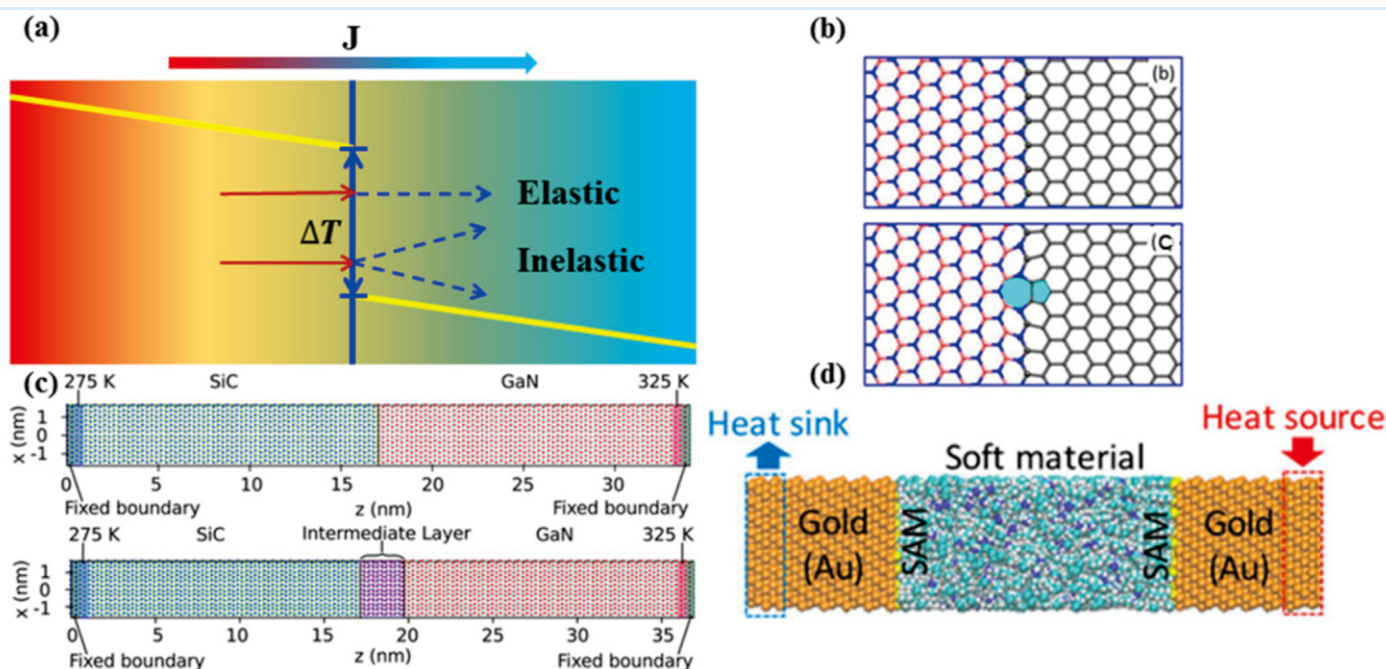 (a)
J
ΔT
Elastic
Inelastic
(b)
(b)
(C)
(c)
275 K SiC GaN 325 K
x (nm)
1
0
-1
0 5 10 15 20 25 30
Fixed boundary z (nm) Fixed boundary
Intermediate Layer
275 K SiC GaN 325 K
x (nm)
1
0
-1
0 5 10 15 20 25 30 35
Fixed boundary z (nm) Fixed boundary
(d)
Heat sink
Heat source
Soft material
Gold
(Au)
SAM
SAM
Gold
(Au)